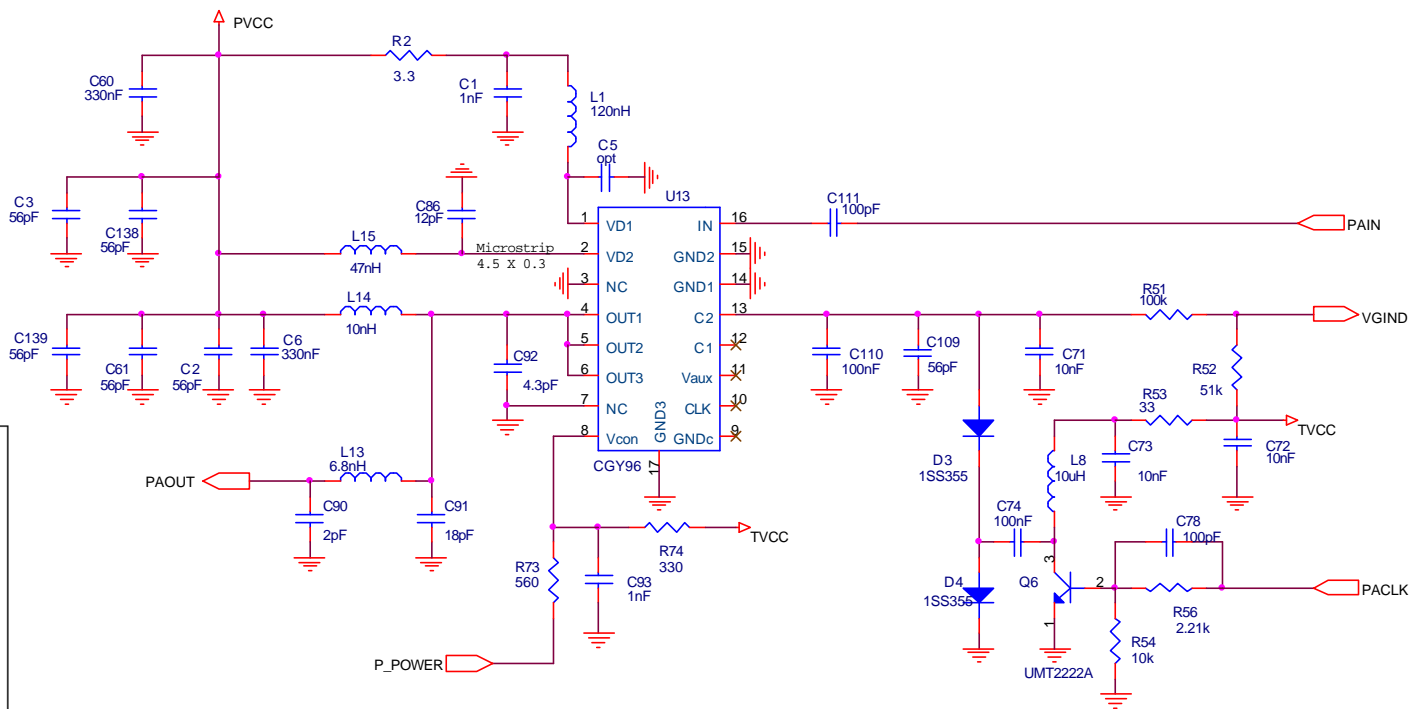 PVCC
R2
3.3
C60
330nF
C1
1nF
L1
120nH
C5
opt
U13
C3
56pF
C138
56pF
C86
12pF
L15
47nH
Microstrip
4.5 X 0.3
C111
100pF
PAIN
1
VD1
IN
16
2
VD2
GND2
15
3
NC
GND1
14
4
OUT1
C2
13
5
OUT2
C1
12
6
OUT3
Vaux
11
7
NC
CLK
10
8
Vcon
GND3
GNDc
9
CGY96
17
L14
10nH
C139
56pF
C61
56pF
C2
56pF
C6
330nF
C92
4.3pF
R51
100k
VGIND
C110
100nF
C109
56pF
C71
10nF
R52
51k
R53
33
TVCC
C72
10nF
C73
10nF
L8
10uH
D3
1SS355
L13
6.8nH
PAOUT
C90
2pF
C91
18pF
C74
100nF
C78
100pF
R74
330
TVCC
R73
560
C93
1nF
D4
1SS355
Q6
3
2
1
UMT2222A
R56
2.21k
R54
10k
PACLK
P_POWER